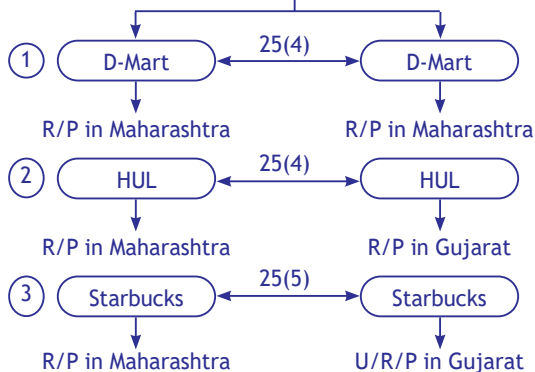 25(4)
1 D-Mart D-Mart
R/P in Maharashtra R/P in Maharashtra
25(4)
2 HUL HUL
R/P in Maharashtra R/P in Gujarat
25(5)
3 Starbucks Starbucks
R/P in Maharashtra U/R/P in Gujarat